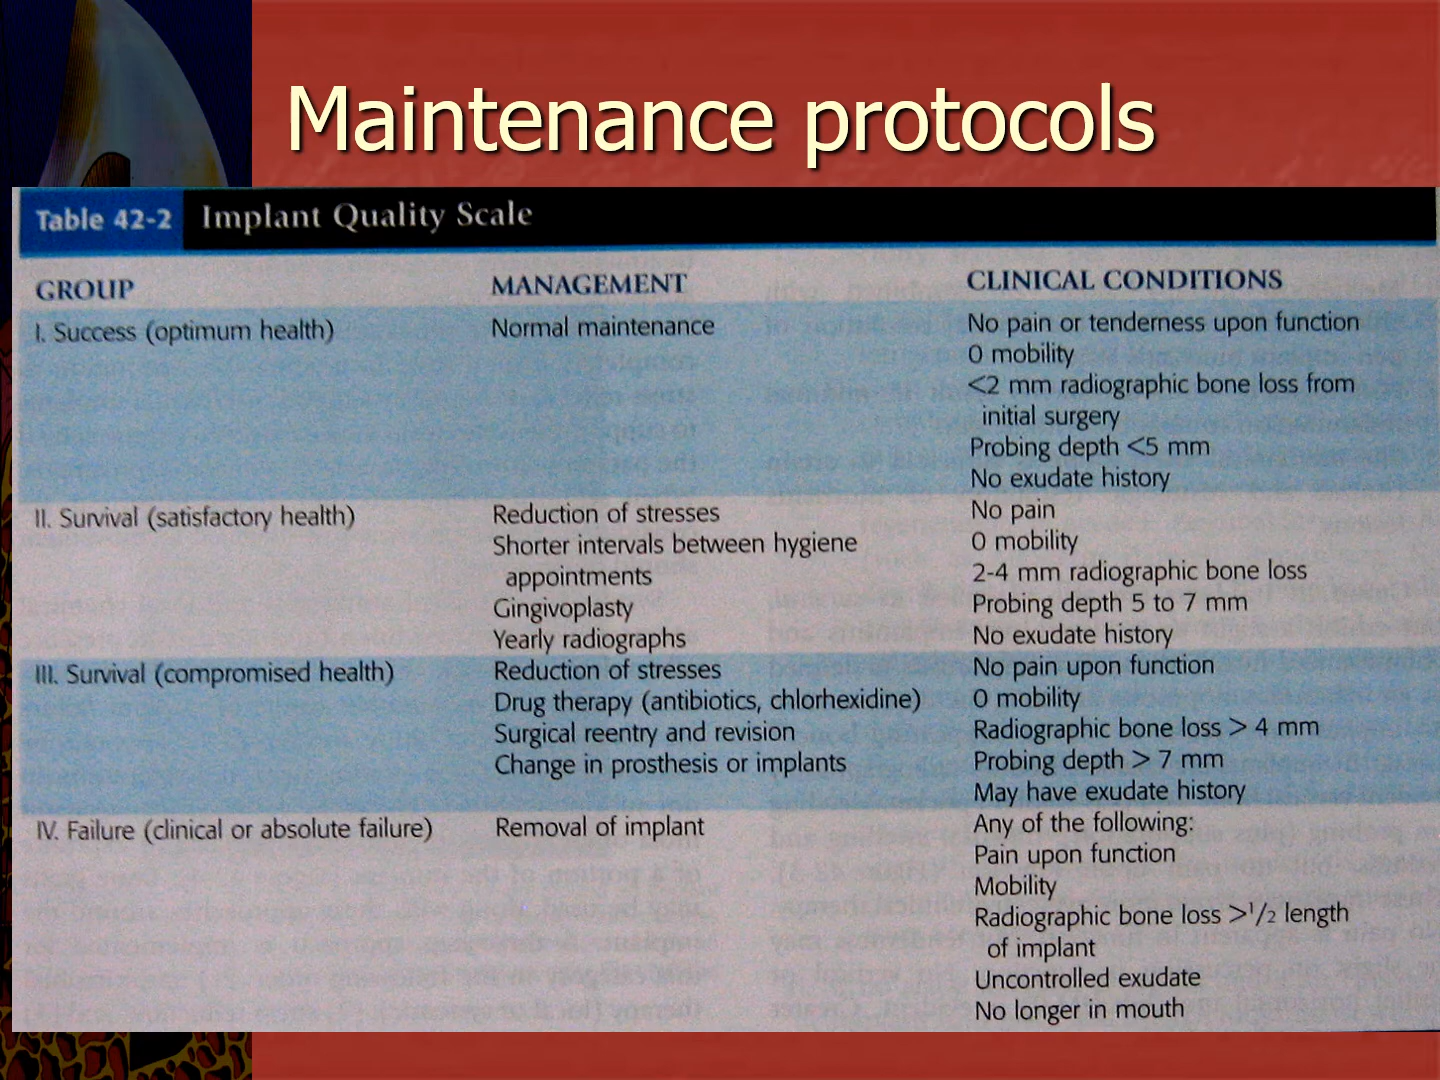 Maintenance protocols
Table 42-2 Implant Quality Scale
GROUP MANAGEMENT CLINICAL CONDITIONS
I. Success (optimum health) Normal maintenance No pain or tenderness upon function
0 mobility
<2 mm radiographic bone loss from
initial surgery
Probing depth <5 mm
No exudate history
II. Survival (satisfactory health) Reduction of stresses No pain
Shorter intervals between hygiene 0 mobility
appointments 2-4 mm radiographic bone loss
Gingivoplasty Probing depth 5 to 7 mm
Yearly radiographs No exudate history
III. Survival (compromised health) Reduction of stresses No pain upon function
Drug therapy (antibiotics, chlorhexidine) 0 mobility
Surgical reentry and revision Radiographic bone loss > 4 mm
Change in prosthesis or implants Probing depth > 7 mm
May have exudate history
IV. Failure (clinical or absolute failure) Removal of implant Any of the following:
Pain upon function
Mobility
Radiographic bone loss >1/2 length
of implant
Uncontrolled exudate
No longer in mouth